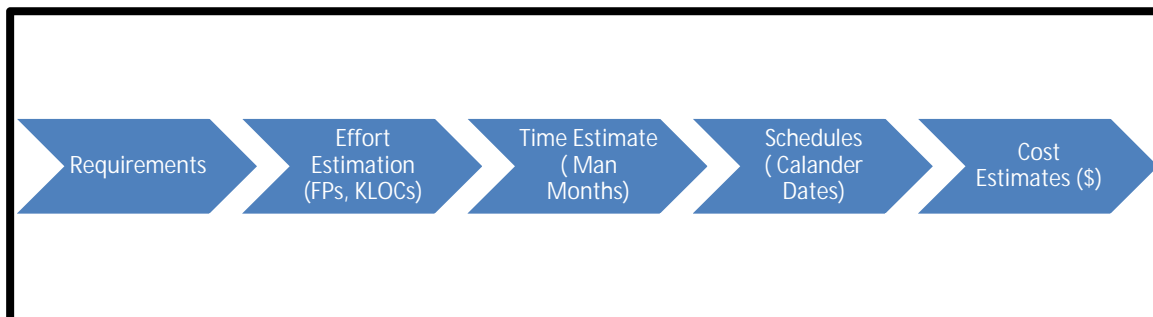 Requirements
Effort
Estimation
(FPs, KLOCs)
Time Estimate
( Man
Months)
Schedules
( Calander
Dates)
Cost
Estimates ($)